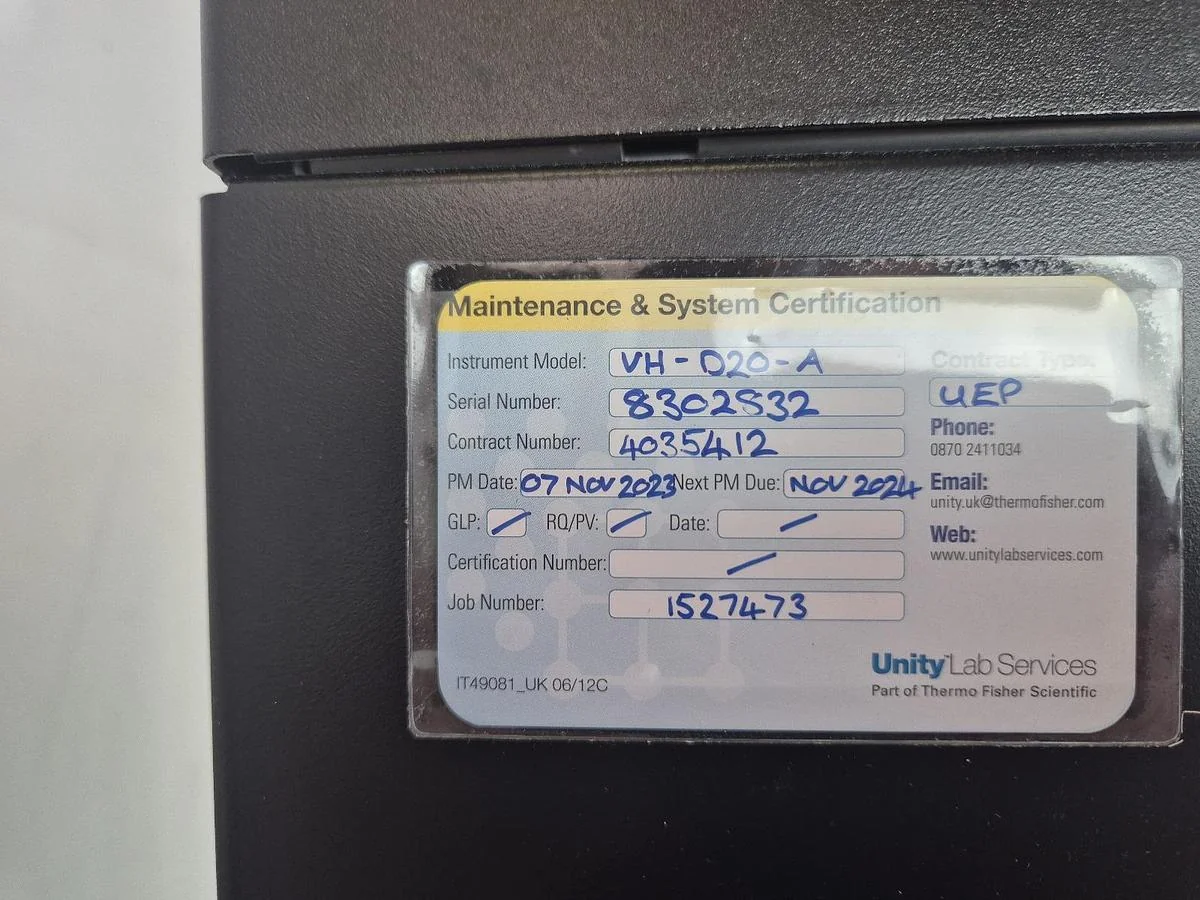 Maintenance & System Certification
Instrument Model: VH-D20-A
Contract Type:
Serial Number: 8302832
UEP
Contract Number: 4035412
Phone:
0870 2411034
PM Date: 07 NOV 2023 Next PM Due: NOV 2024
Email:
unity.uk@thermofisher.com
GLP: / RQ/PV: / Date: /
Web:
www.unitylabservices.com
Certification Number: /
Job Number: 1527473
Unity™ Lab Services
Part of Thermo Fisher Scientific
IT49081_UK 06/12C